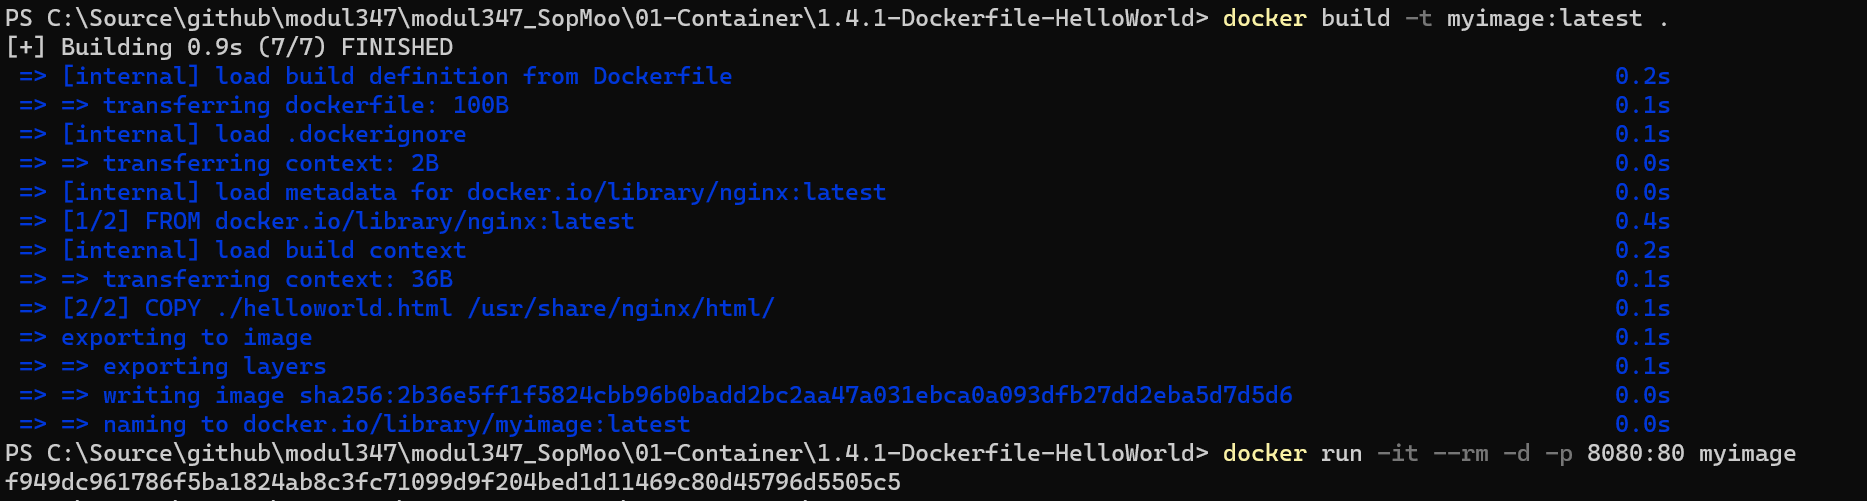 PS C:\Source\github\modul347\modul347_SopMoo\01-Container\1.4.1-Dockerfile-HelloWorld> docker build -t myimage:latest .
[+] Building 0.9s (7/7) FINISHED
=> [internal] load build definition from Dockerfile 0.2s
=> => transferring dockerfile: 100B 0.1s
=> [internal] load .dockerignore 0.1s
=> => transferring context: 2B 0.0s
=> [internal] load metadata for docker.io/library/nginx:latest 0.0s
=> [1/2] FROM docker.io/library/nginx:latest 0.4s
=> [internal] load build context 0.2s
=> => transferring context: 36B 0.1s
=> [2/2] COPY ./helloworld.html /usr/share/nginx/html/ 0.1s
=> exporting to image 0.1s
=> => exporting layers 0.1s
=> => writing image sha256:2b36e5ff1f5824cbb96b0badd2bc2aa47a031ebca0a093dfb27dd2eba5d7d5d6 0.0s
=> => naming to docker.io/library/myimage:latest 0.0s
PS C:\Source\github\modul347\modul347_SopMoo\01-Container\1.4.1-Dockerfile-HelloWorld> docker run -it --rm -d -p 8080:80 myimage
f949dc961786f5ba1824ab8c3fc71099d9f204bed1d11469c80d45796d5505c5